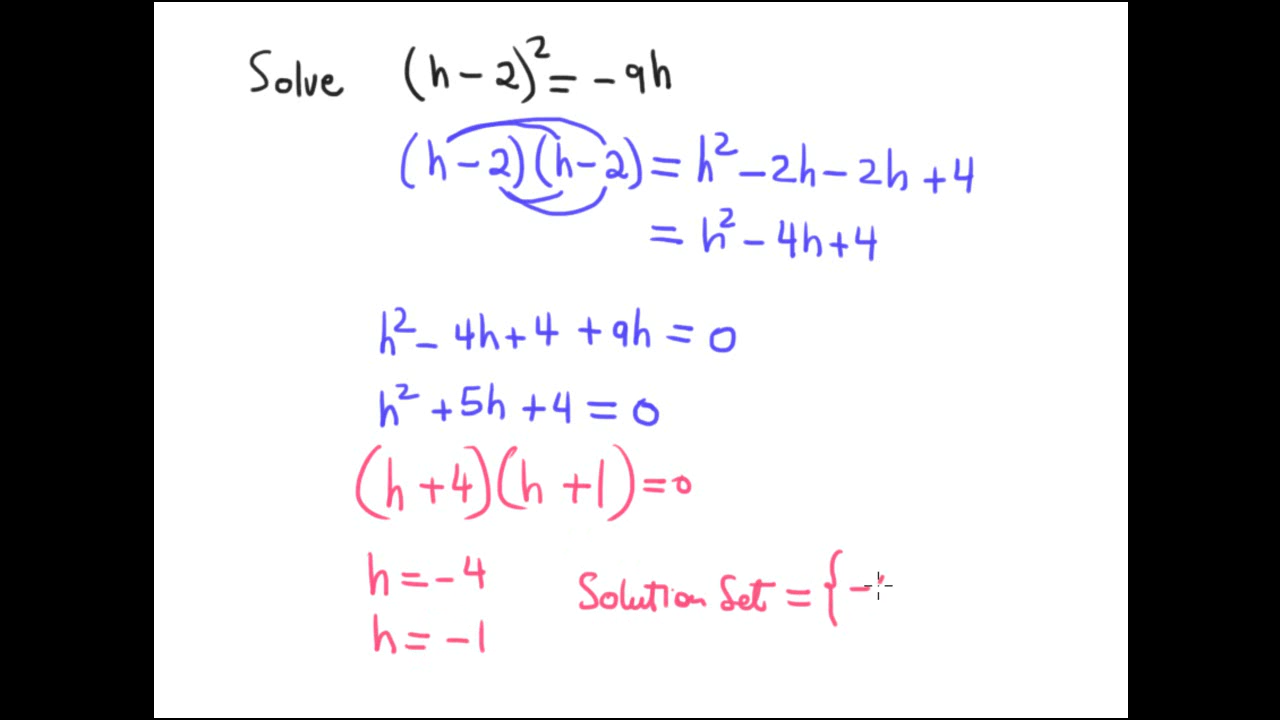 Solve (h-2)²= -9h
(h-2)(h-2) = h²-2h-2h+4
= h²-4h+4
h²-4h+4+9h=0
h²+5h+4=0
(h+4)(h+1)=0
h=-4
Solution Set = {-
h=-1